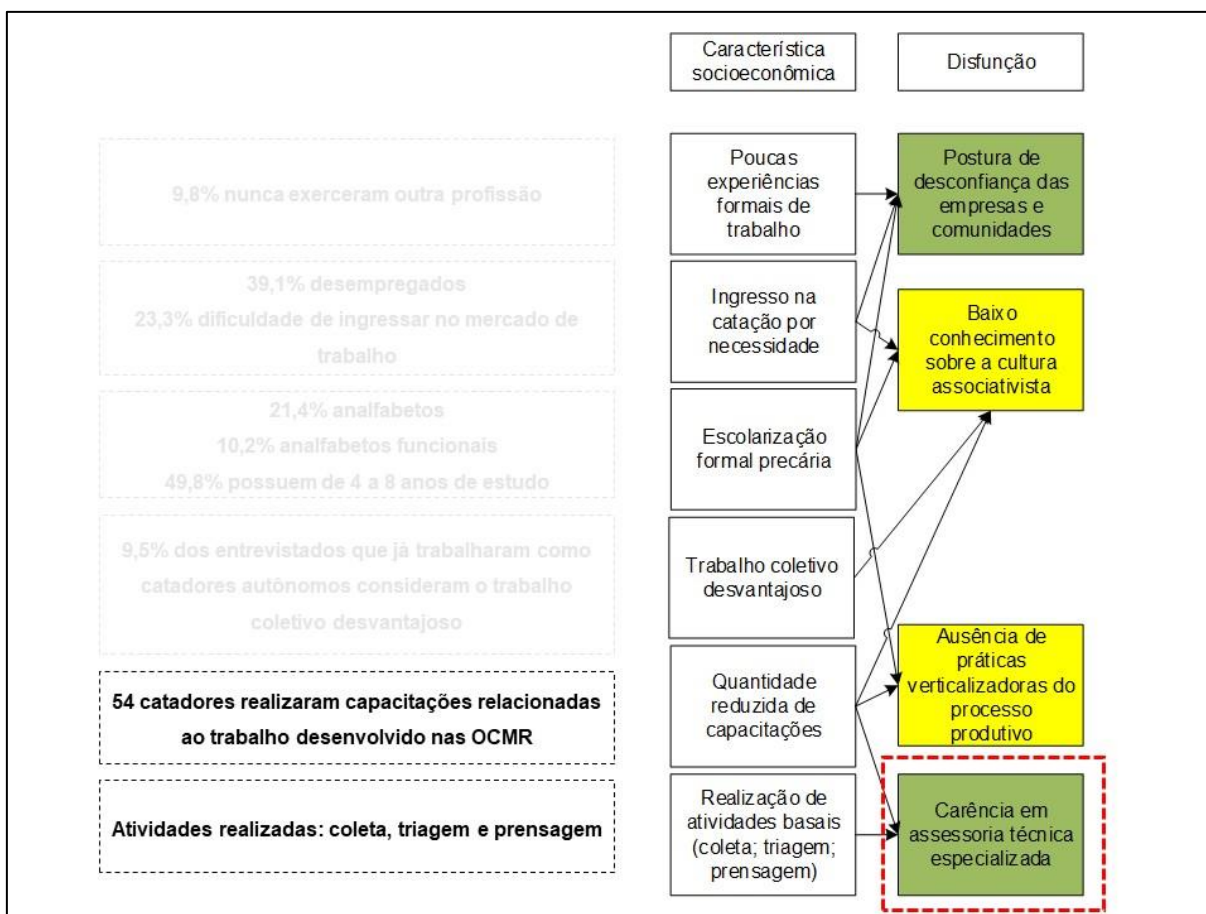 Característica
socioeconômica
Disfunção
9,8% nunca exerceram outra profissão
Poucas
experiências
formais de
trabalho
Postura de
desconfiança das
empresas e
comunidades
39,1% desempregados
23,3% dificuldade de ingressar no mercado de
trabalho
Ingresso na
catação por
necessidade
Baixo
conhecimento
sobre a cultura
associativista
21,4% analfabetos
10,2% analfabetos funcionais
49,8% possuem de 4 a 8 anos de estudo
Escolarização
formal precária
9,5% dos entrevistados que já trabalharam como
catadores autônomos consideram o trabalho
coletivo desvantajoso
Trabalho coletivo
desvantajoso
54 catadores realizaram capacitações relacionadas
ao trabalho desenvolvido nas OCMR
Quantidade
reduzida de
capacitações
Ausência de
práticas
verticalizadoras do
processo
produtivo
Atividades realizadas: coleta, triagem e prensagem
Realização de
atividades basais
(coleta; triagem;
prensagem)
Carência em
assessoria técnica
especializada